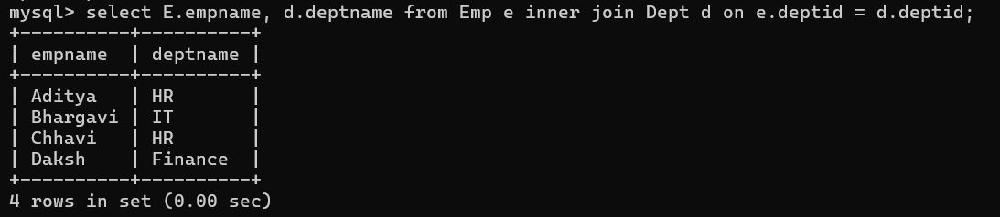 mysql> select E.empname, d.deptname from Emp e inner join Dept d on e.deptid = d.deptid;
+----------+----------+
| empname  | deptname |
+----------+----------+
| Aditya   | HR       |
| Bhargavi | IT       |
| Chhavi   | HR       |
| Daksh    | Finance  |
+----------+----------+
4 rows in set (0.00 sec)